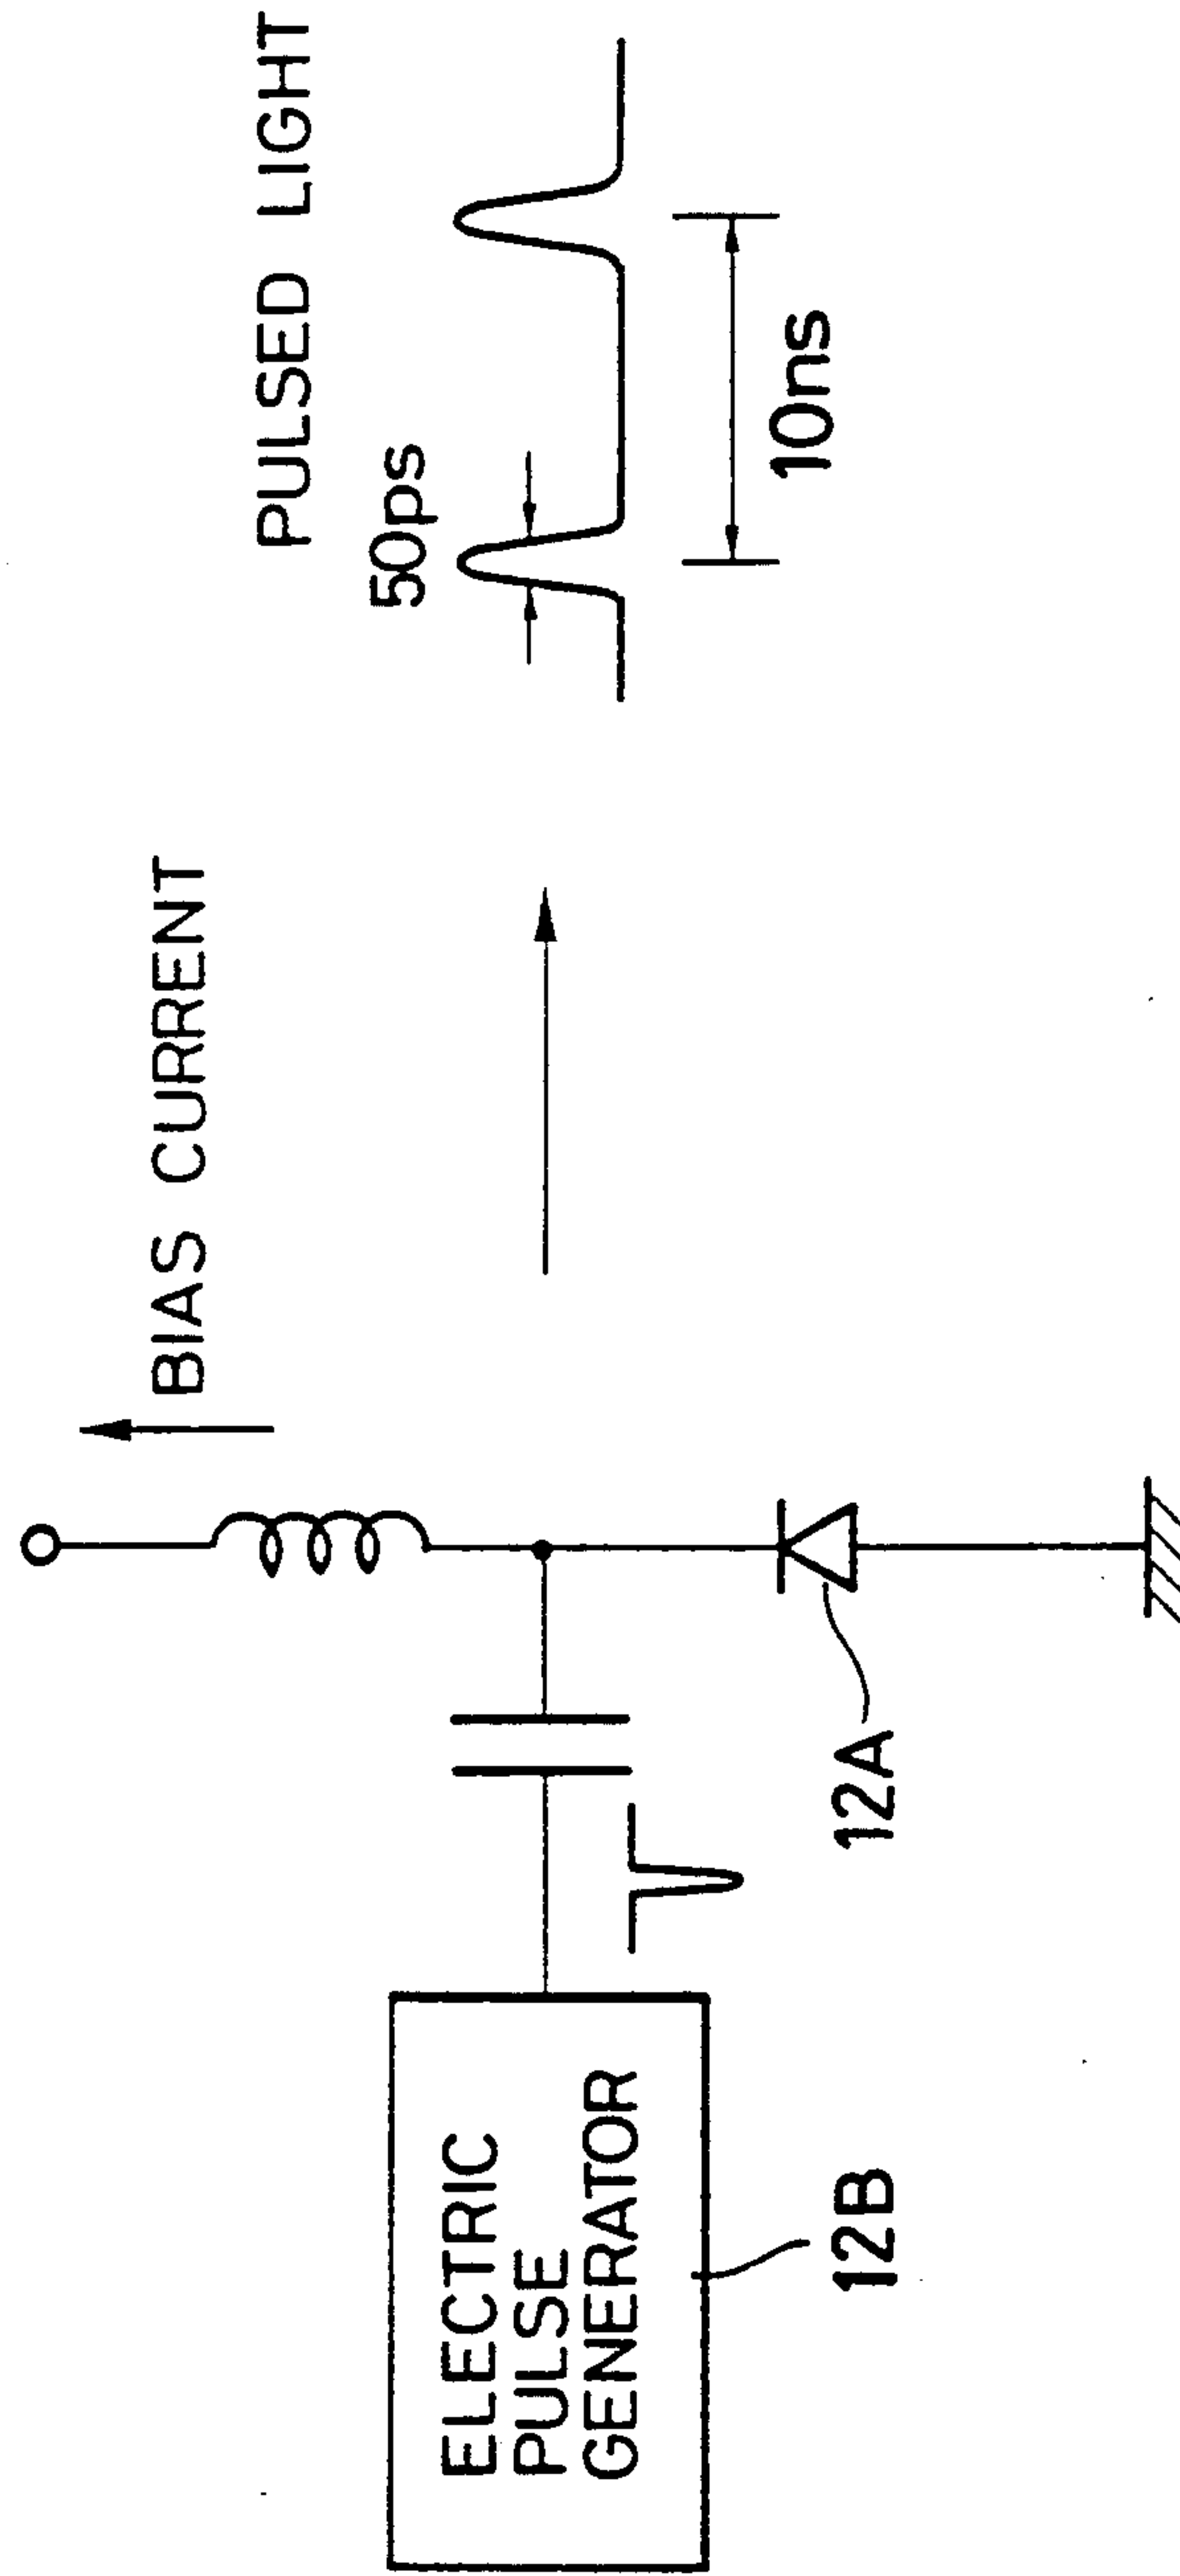 ELECTRIC
PULSE
GENERATOR
12B
12A
BIAS CURRENT
PULSED LIGHT
50ps
10ns